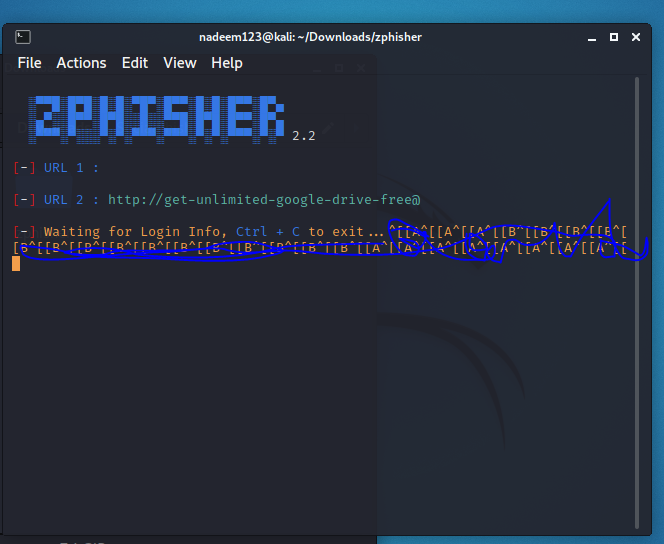 nadeem123@kali: ~/Downloads/zphisher
File Actions Edit View Help
ZPHISHER 2.2
[-] URL 1 :
[-] URL 2 : http://get-unlimited-google-drive-free@
[-] Waiting for Login Info, Ctrl + C to exit...^[[A^[[A^[[A^[[B^[[B^[[B^[[B^[
[B^[[B^[[B^[[B^[[B^[[B^[[B^[[B^[[B^[[B^[[A^[[A^[[A^[[A^[[A^[[A^[[A^[[